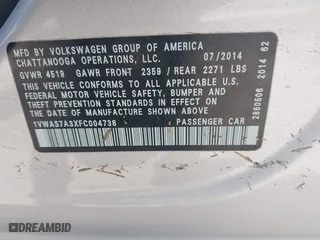 MFD. BY VOLKSWAGEN GROUP OF AMERICA
CHATTANOOGA OPERATIONS, LLC. 07/2014
GVWR 4519 GAWR FRONT 2359 / REAR 2271 LBS
THIS VEHICLE CONFORMS TO ALL APPLICABLE U.S.
FEDERAL MOTOR VEHICLE SAFETY, BUMPER, AND
THEFT PREVENTION STANDARDS IN EFFECT ON THE
DATE OF MANUFACTURE SHOWN ABOVE.
1VWAS7A3XFC004738 PASSENGER CAR
2014 62
2850506